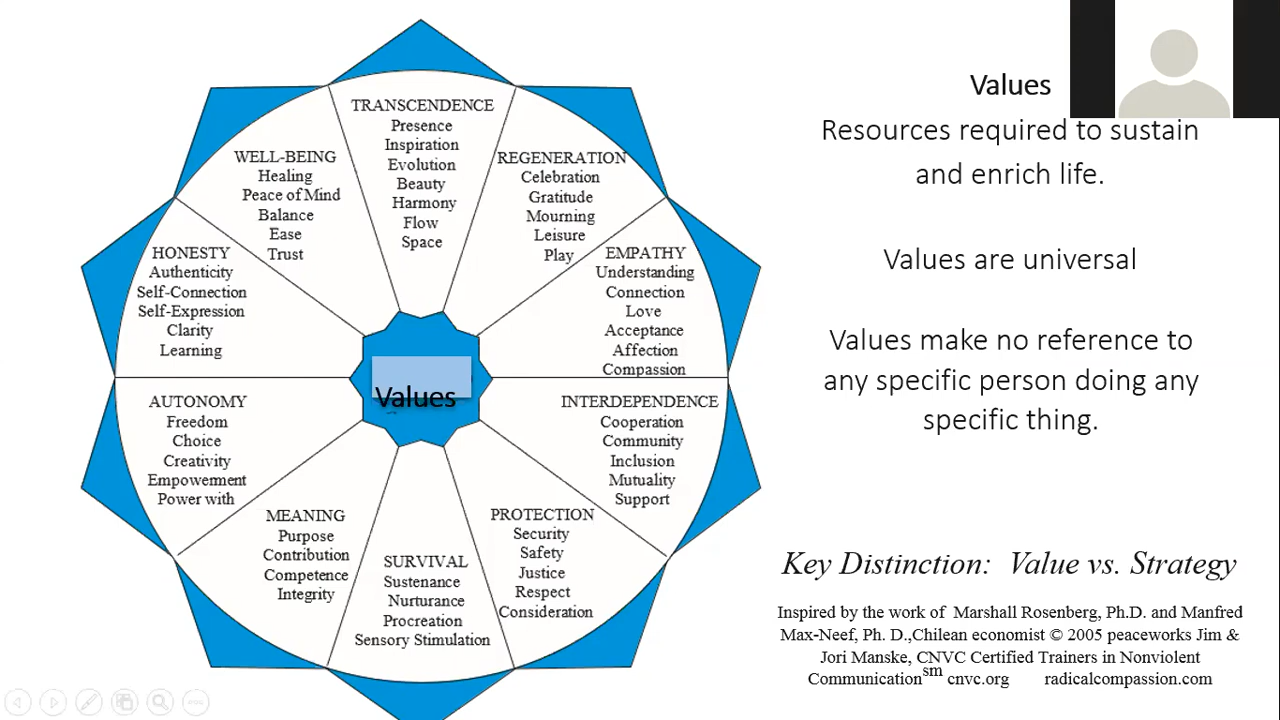 TRANSCENDENCE
Presence
Inspiration
Evolution
Beauty
Harmony
Flow
Space
REGENERATION
Celebration
Gratitude
Mourning
Leisure
Play
EMPATHY
Understanding
Connection
Love
Acceptance
Affection
Compassion
INTERDEPENDENCE
Cooperation
Community
Inclusion
Mutuality
Support
PROTECTION
Security
Safety
Justice
Respect
Consideration
SURVIVAL
Sustenance
Nurturance
Procreation
Sensory Stimulation
MEANING
Purpose
Contribution
Competence
Integrity
AUTONOMY
Freedom
Choice
Creativity
Empowerment
Power with
HONESTY
Authenticity
Self-Connection
Self-Expression
Clarity
Learning
WELL-BEING
Healing
Peace of Mind
Balance
Ease
Trust
Values
Values
Resources required to sustain
and enrich life.
Values are universal
Values make no reference to
any specific person doing any
specific thing.
Key Distinction: Value vs. Strategy
Inspired by the work of Marshall Rosenberg, Ph.D. and Manfred
Max-Neef, Ph. D.,Chilean economist © 2005 peaceworks Jim &
Jori Manske, CNVC Certified Trainers in Nonviolent
Communicationsm cnvc.org radicalcompassion.com